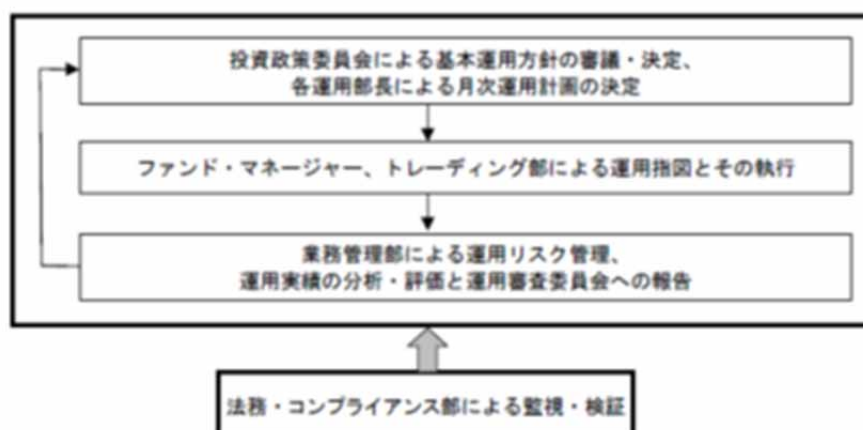 投資政策委員会による基本運用方針の審議・決定、
各運用部長による月次運用計画の決定
ファンド・マネージャー、トレーディング部による運用指図とその執行
業務管理部による運用リスク管理、
運用実績の分析・評価と運用審査委員会への報告
法務・コンプライアンス部による監視・検証